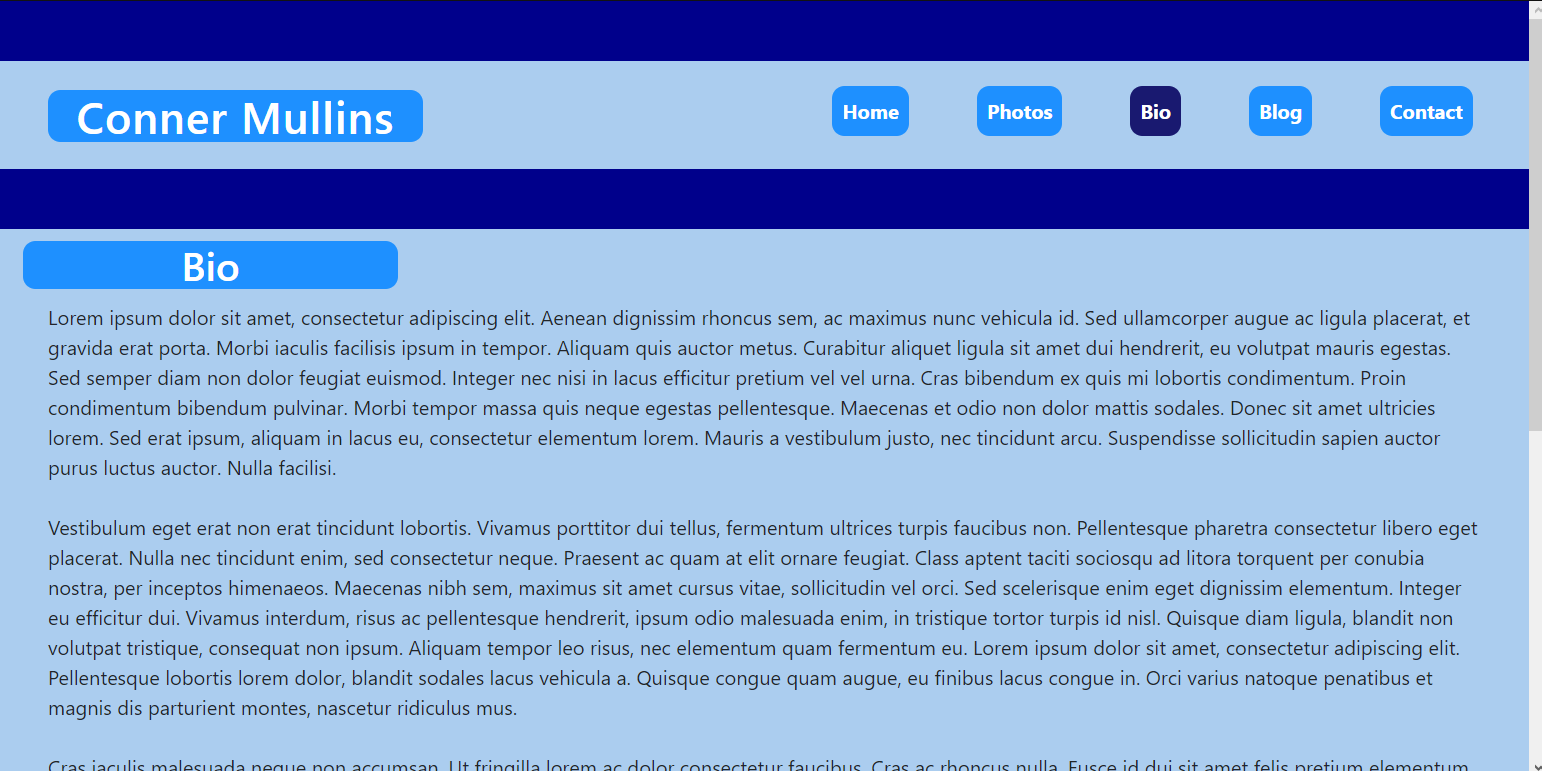 Conner Mullins
Home Photos Bio Blog Contact
Bio
Lorem ipsum dolor sit amet, consectetur adipiscing elit. Aenean dignissim rhoncus sem, ac maximus nunc vehicula id. Sed ullamcorper augue ac ligula placerat, et
gravida erat porta. Morbi iaculis facilisis ipsum in tempor. Aliquam quis auctor metus. Curabitur aliquet ligula sit amet dui hendrerit, eu volutpat mauris egestas.
Sed semper diam non dolor feugiat euismod. Integer nec nisi in lacus efficitur pretium vel vel urna. Cras bibendum ex quis mi lobortis condimentum. Proin
condimentum bibendum pulvinar. Morbi tempor massa quis neque egestas pellentesque. Maecenas et odio non dolor mattis sodales. Donec sit amet ultricies
lorem. Sed erat ipsum, aliquam in lacus eu, consectetur elementum lorem. Mauris a vestibulum justo, nec tincidunt arcu. Suspendisse sollicitudin sapien auctor
purus luctus auctor. Nulla facilisi.
Vestibulum eget erat non erat tincidunt lobortis. Vivamus porttitor dui tellus, fermentum ultrices turpis faucibus non. Pellentesque pharetra consectetur libero eget
placerat. Nulla nec tincidunt enim, sed consectetur neque. Praesent ac quam at elit ornare feugiat. Class aptent taciti sociosqu ad litora torquent per conubia
nostra, per inceptos himenaeos. Maecenas nibh sem, maximus sit amet cursus vitae, sollicitudin vel orci. Sed scelerisque enim eget dignissim elementum. Integer
eu efficitur dui. Vivamus interdum, risus ac pellentesque hendrerit, ipsum odio malesuada enim, in tristique tortor turpis id nisl. Quisque diam ligula, blandit non
volutpat tristique, consequat non ipsum. Aliquam tempor leo risus, nec elementum quam fermentum eu. Lorem ipsum dolor sit amet, consectetur adipiscing elit.
Pellentesque lobortis lorem dolor, blandit sodales lacus vehicula a. Quisque congue quam augue, eu finibus lacus congue in. Orci varius natoque penatibus et
magnis dis parturient montes, nascetur ridiculus mus.
Cras iaculis malesuada neque non accumsan. Ut fringilla lorem ac dolor consectetur faucibus. Cras ac rhoncus nulla. Fusce id dui sit amet felis pretium elementum